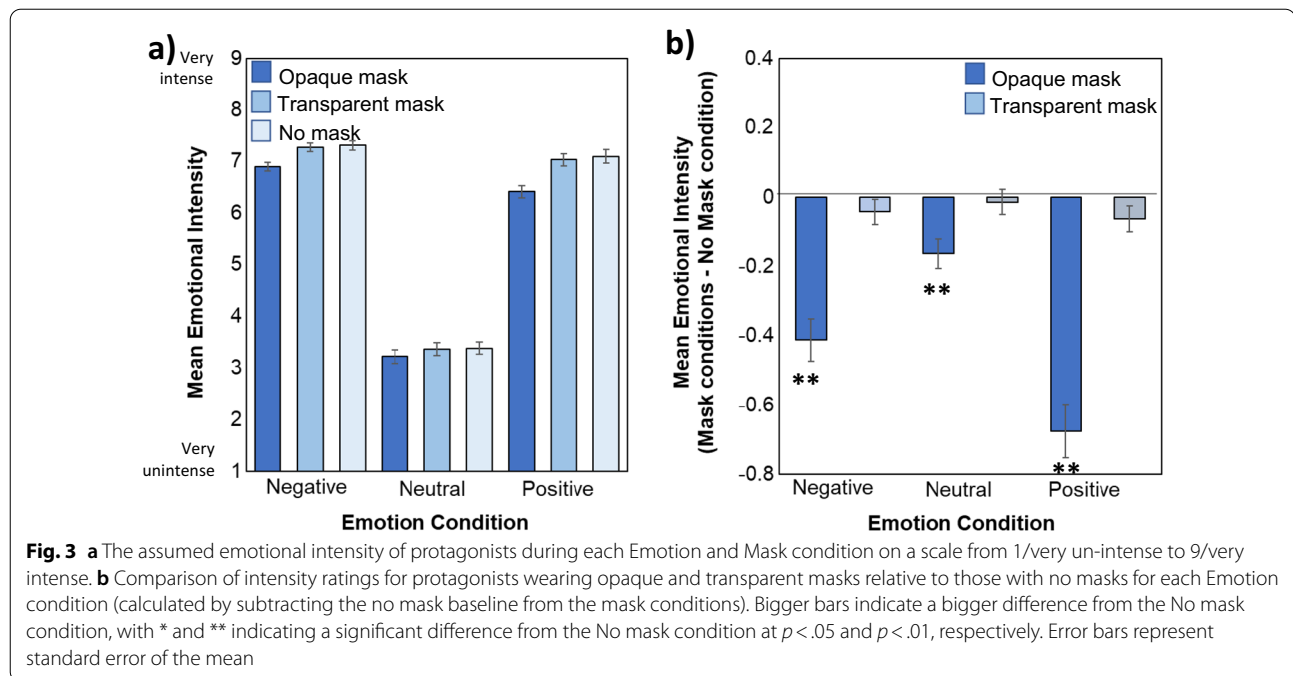 a)
Very
intense
9
8
7
6
5
4
3
2
1
Very
unintense
Mean Emotional Intensity
Opaque mask
Transparent mask
No mask
Negative Neutral Positive
Emotion Condition
b)
0.4
0.2
0
-0.2
-0.4
-0.6
-0.8
Mean Emotional Intensity
(Mask conditions - No Mask condition)
Opaque mask
Transparent mask
**
**
**
Negative Neutral Positive
Emotion Condition
Fig. 3 a The assumed emotional intensity of protagonists during each Emotion and Mask condition on a scale from 1/very un-intense to 9/very
intense. b Comparison of intensity ratings for protagonists wearing opaque and transparent masks relative to those with no masks for each Emotion
condition (calculated by subtracting the no mask baseline from the mask conditions). Bigger bars indicate a bigger difference from the No mask
condition, with * and ** indicating a significant difference from the No mask condition at p < .05 and p < .01, respectively. Error bars represent
standard error of the mean